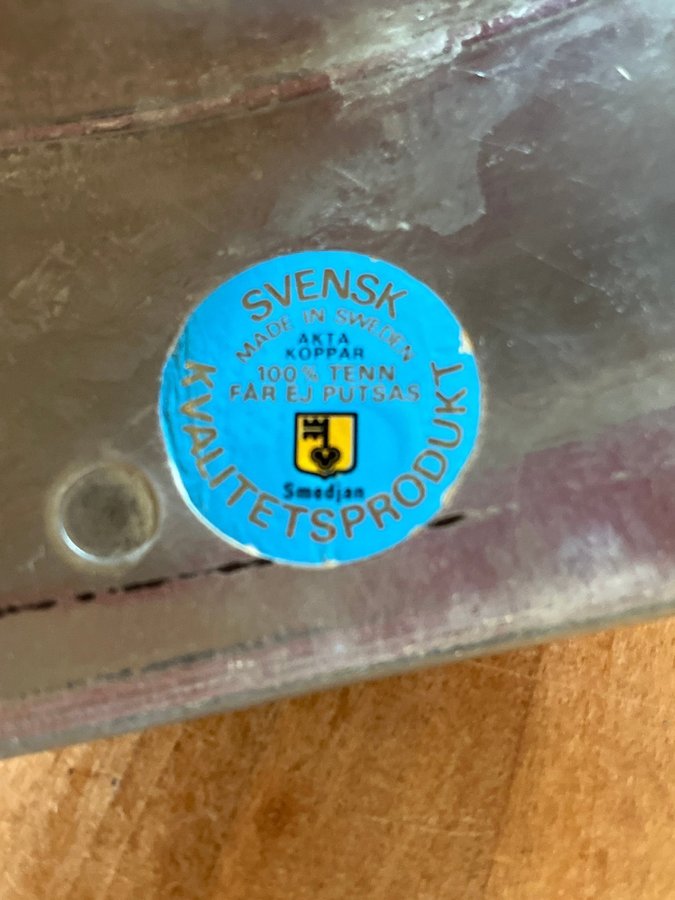 SVENSK
MADE IN SWEDEN
ÄKTA
KOPPAR
100% TENN
FÅR EJ PUTSAS
Smedjan
KVALITETSPRODUKT